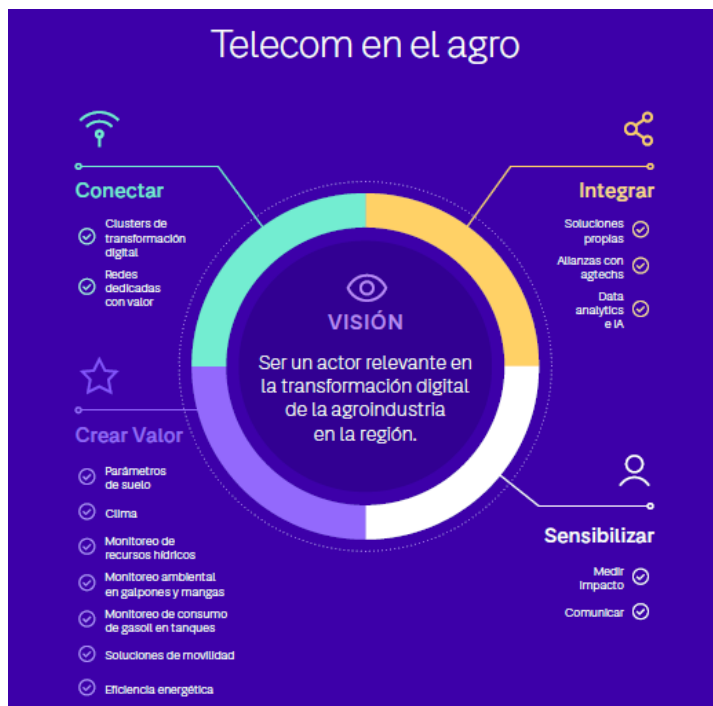 Telecom en el agro
Conectar
Clusters de
transformación
digital
Redes
dedicadas
con valor
Integrar
Soluciones
propias
Alianzas con
agtechs
Data
analytics
e IA
VISIÓN
Ser un actor relevante en
la transformación digital
de la agroindustria
en la región.
Crear Valor
Parámetros
de suelo
Clima
Monitoreo de
recursos hídricos
Monitoreo ambiental
en galpones y mangas
Monitoreo de consumo
de gasoil en tanques
Soluciones de movilidad
Eficiencia energética
Sensibilizar
Medir
Impacto
Comunicar